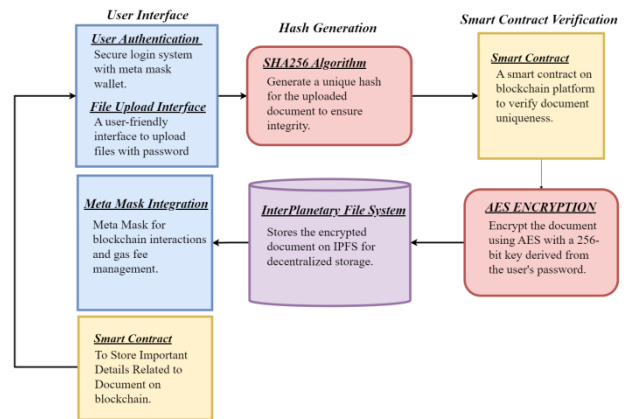 User Interface
Hash Generation
Smart Contract Verification
User Authentication
Secure login system
with meta mask
wallet.
File Upload Interface
A user-friendly
interface to upload
files with password
SHA256 Algorithm
Generate a unique hash
for the uploaded
document to ensure
integrity.
Smart Contract
A smart contract on
blockchain platform
to verify document
uniqueness.
Meta Mask Integration
Meta Mask for
blockchain interactions
and gas fee
management.
InterPlanetary File System
Stores the encrypted
document on IPFS for
decentralized storage.
AES ENCRYPTION
Encrypt the document
using AES with a 256-
bit key derived from
the user's password.
Smart Contract
To Store Important
Details Related to
Document on
blockchain.